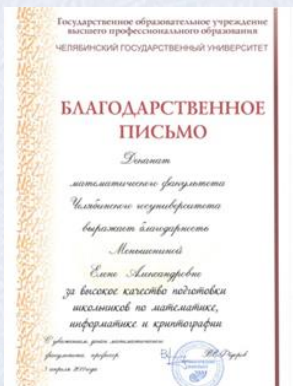 Государственное образовательное учреждение
высшего профессионального образования
ЧЕЛЯБИНСКИЙ ГОСУДАРСТВЕННЫЙ УНИВЕРСИТЕТ
БЛАГОДАРСТВЕННОЕ
ПИСЬМО
Деканат
математического факультета
Челябинского госуниверситета
выражает благодарность
Меньшениной
Елене Александровне
за высокое качество подготовки
школьников по математике,
информатике и криптографии
С уважением, декан математического
факультета, профессор